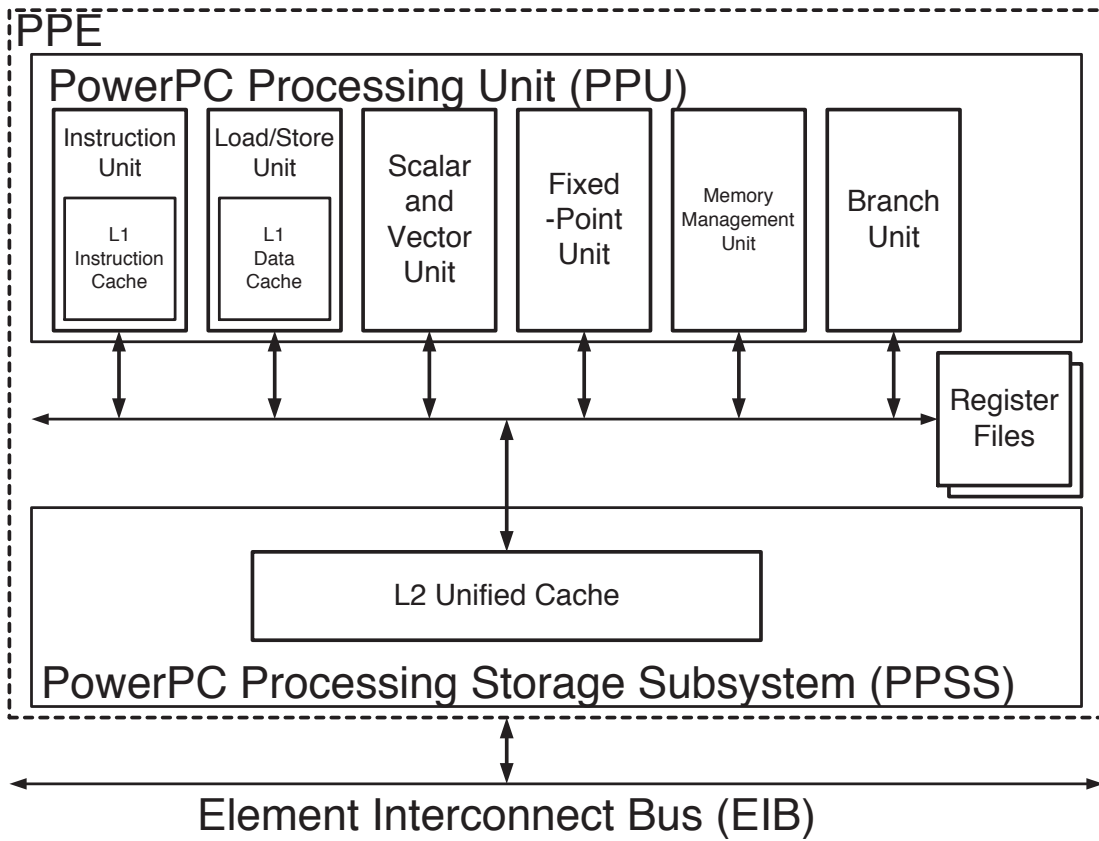 PPE
PowerPC Processing Unit (PPU)
Instruction
Unit
L1
Instruction
Cache
Load/Store
Unit
L1
Data
Cache
Scalar
and
Vector
Unit
Fixed
-Point
Unit
Memory
Management
Unit
Branch
Unit
Register
Files
L2 Unified Cache
PowerPC Processing Storage Subsystem (PPSS)
Element Interconnect Bus (EIB)